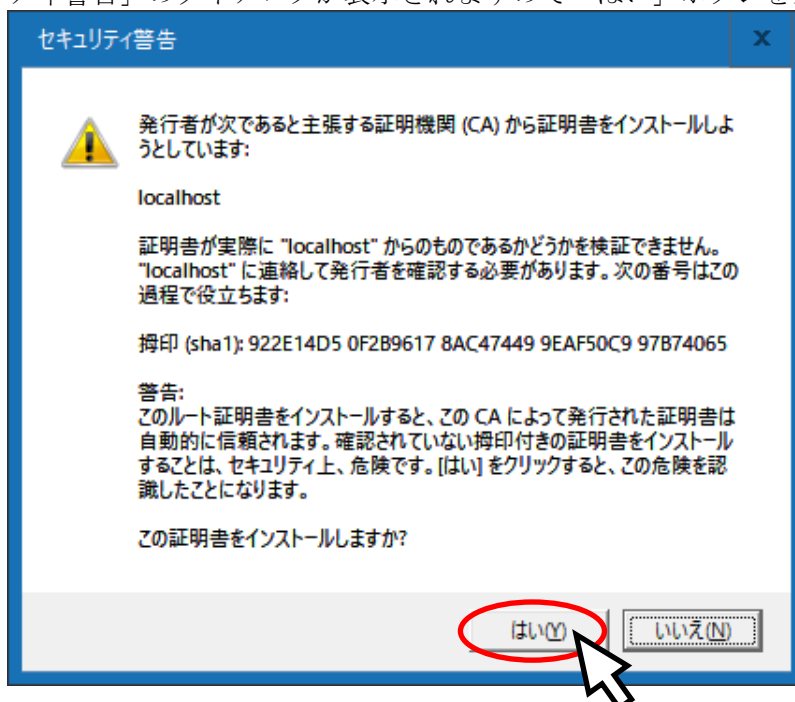 セキュリティ警告
発行者が次であると主張する証明機関 (CA) から証明書をインストールしよ
うとしています:
localhost
証明書が実際に "localhost" からのものであるかどうかを検証できません。
"localhost" に連絡して発行者を確認する必要があります。次の番号はこの
過程で役立ちます:
拇印 (sha1): 922E14D5 0F2B9617 8AC47449 9EAF50C9 97B74065
警告:
このルート証明書をインストールすると、この CA によって発行された証明書は
自動的に信頼されます。確認されていない拇印付きの証明書をインストール
することは、セキュリティ上、危険です。[はい] をクリックすると、この危険を認
識したことになります。
この証明書をインストールしますか?
はい(Y) いいえ(N)